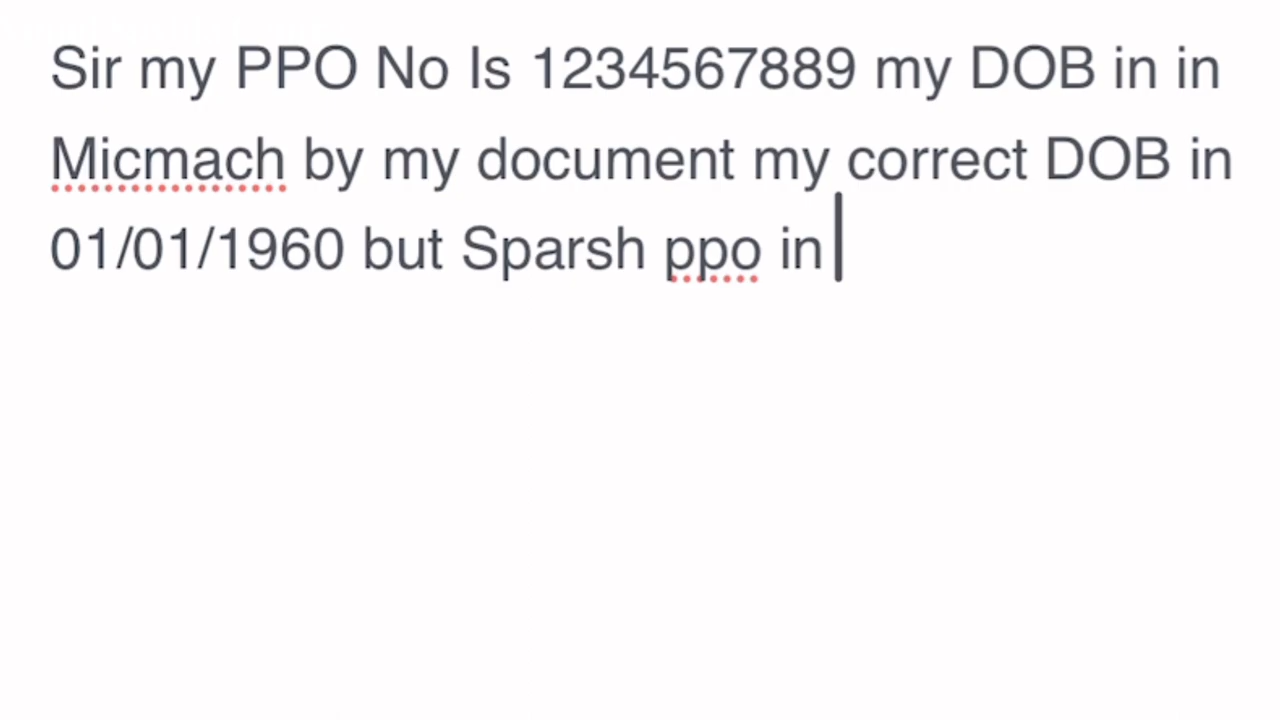 Sir my PPO No Is 1234567889 my DOB in in
Micmach by my document my correct DOB in
01/01/1960 but Sparsh ppo in